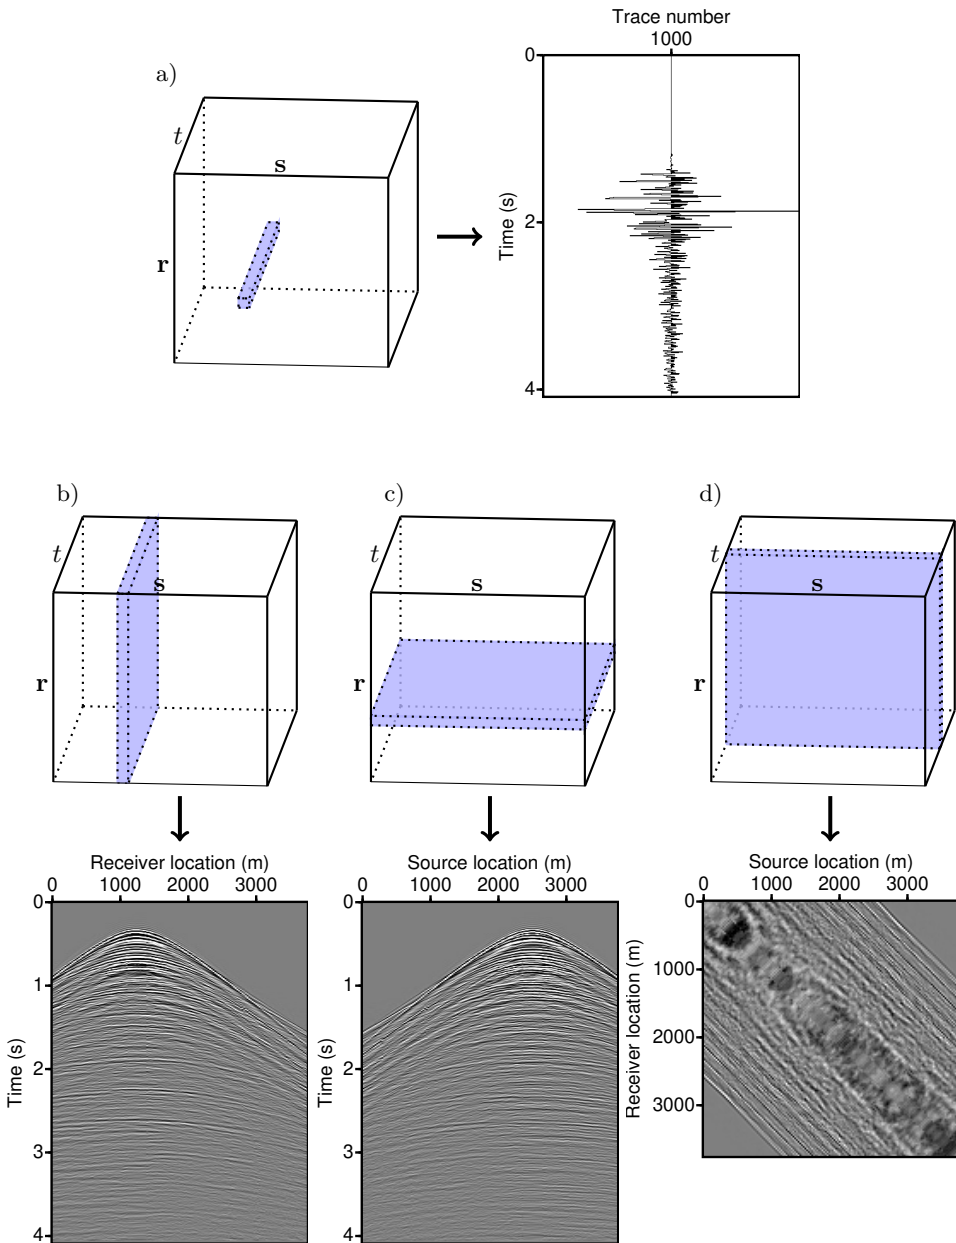 Trace number
1000
a)
t
s
r
Time (s)
0
2
4
b)
t
s
r
c)
t
s
r
d)
t
s
r
Receiver location (m)
0 1000 2000 3000
Time (s)
0
1
2
3
4
Source location (m)
0 1000 2000 3000
Time (s)
0
1
2
3
4
Source location (m)
0 1000 2000 3000
Receiver location (m)
0
1000
2000
3000